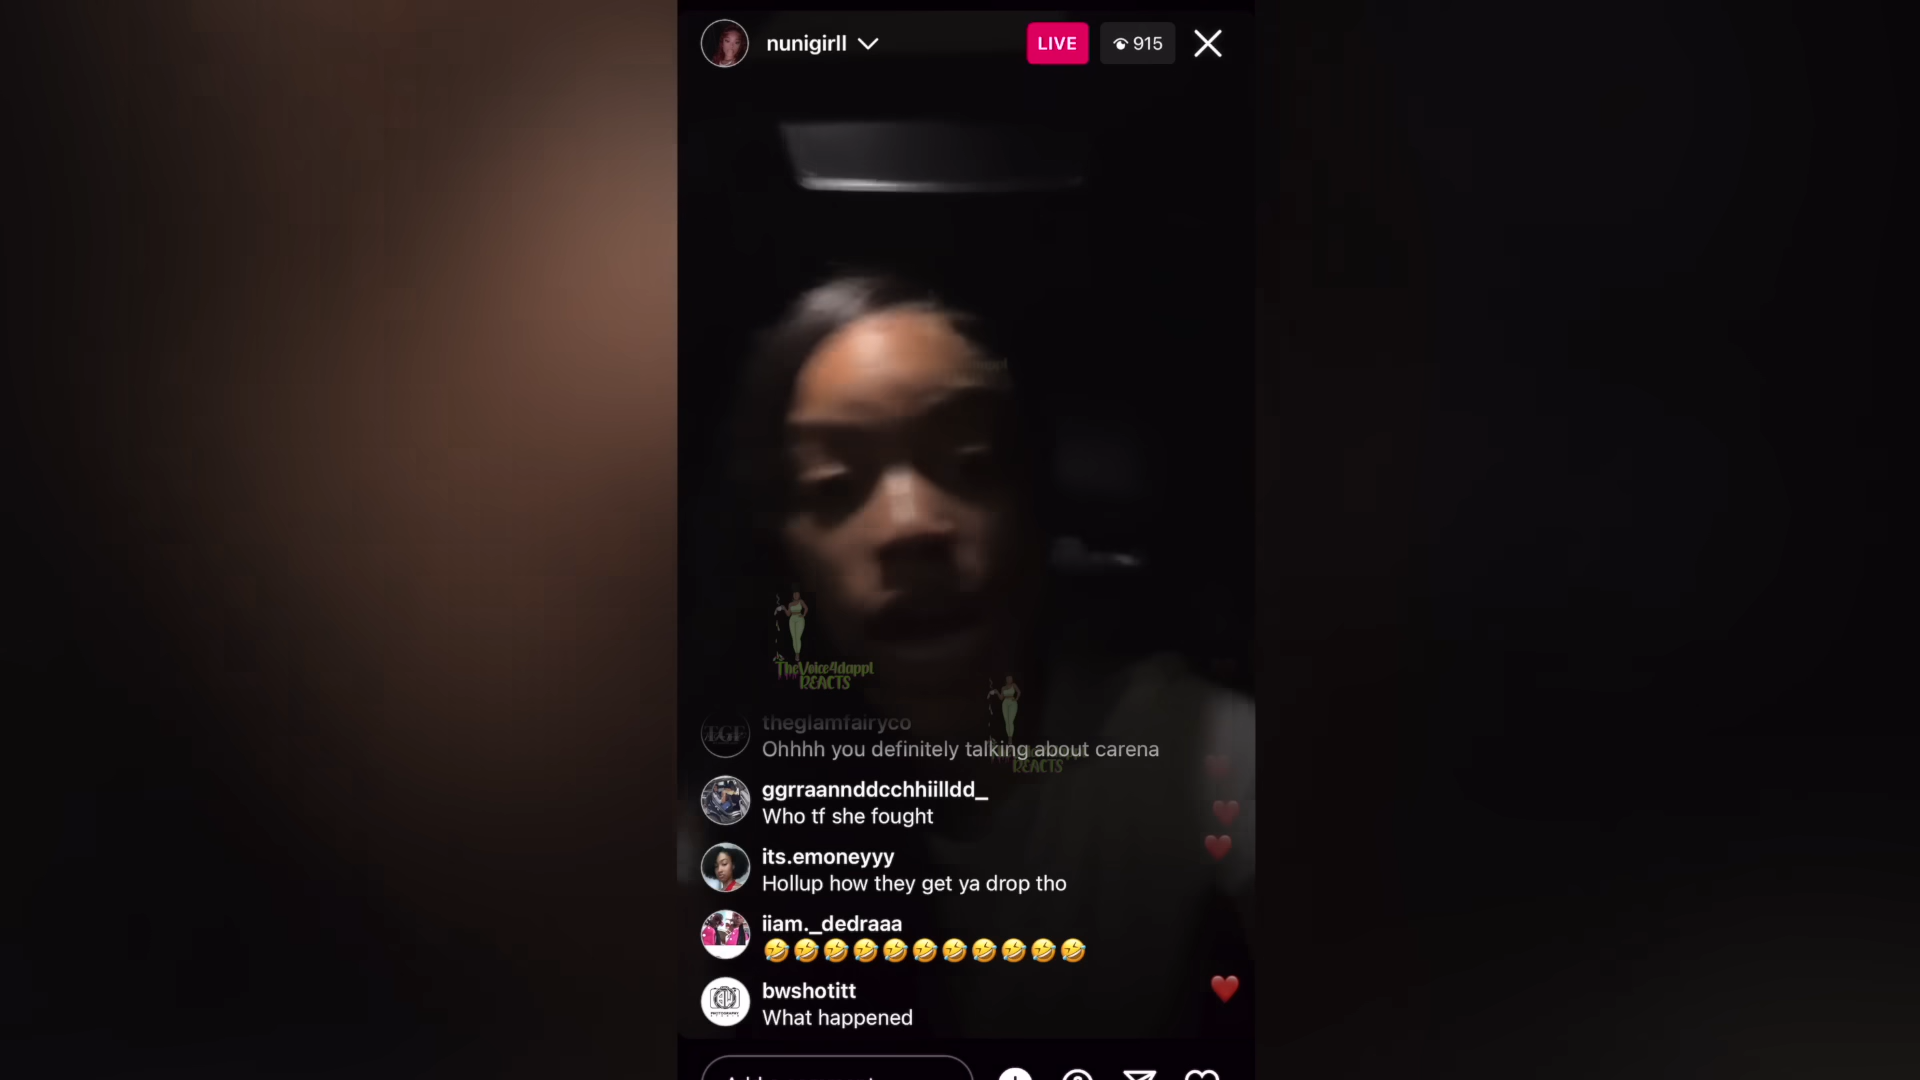 nunigirll
LIVE
915
TheVoice4dappl
REACTS
theglamfairyco
Ohhhh you definitely talking about carena
REACTS
ggrraannddcchhiilldd_
Who tf she fought
its.emoneyyy
Hollup how they get ya drop tho
iiam._dedraaa
🤣🤣🤣🤣🤣🤣🤣🤣🤣🤣🤣
bwshotitt
What happened